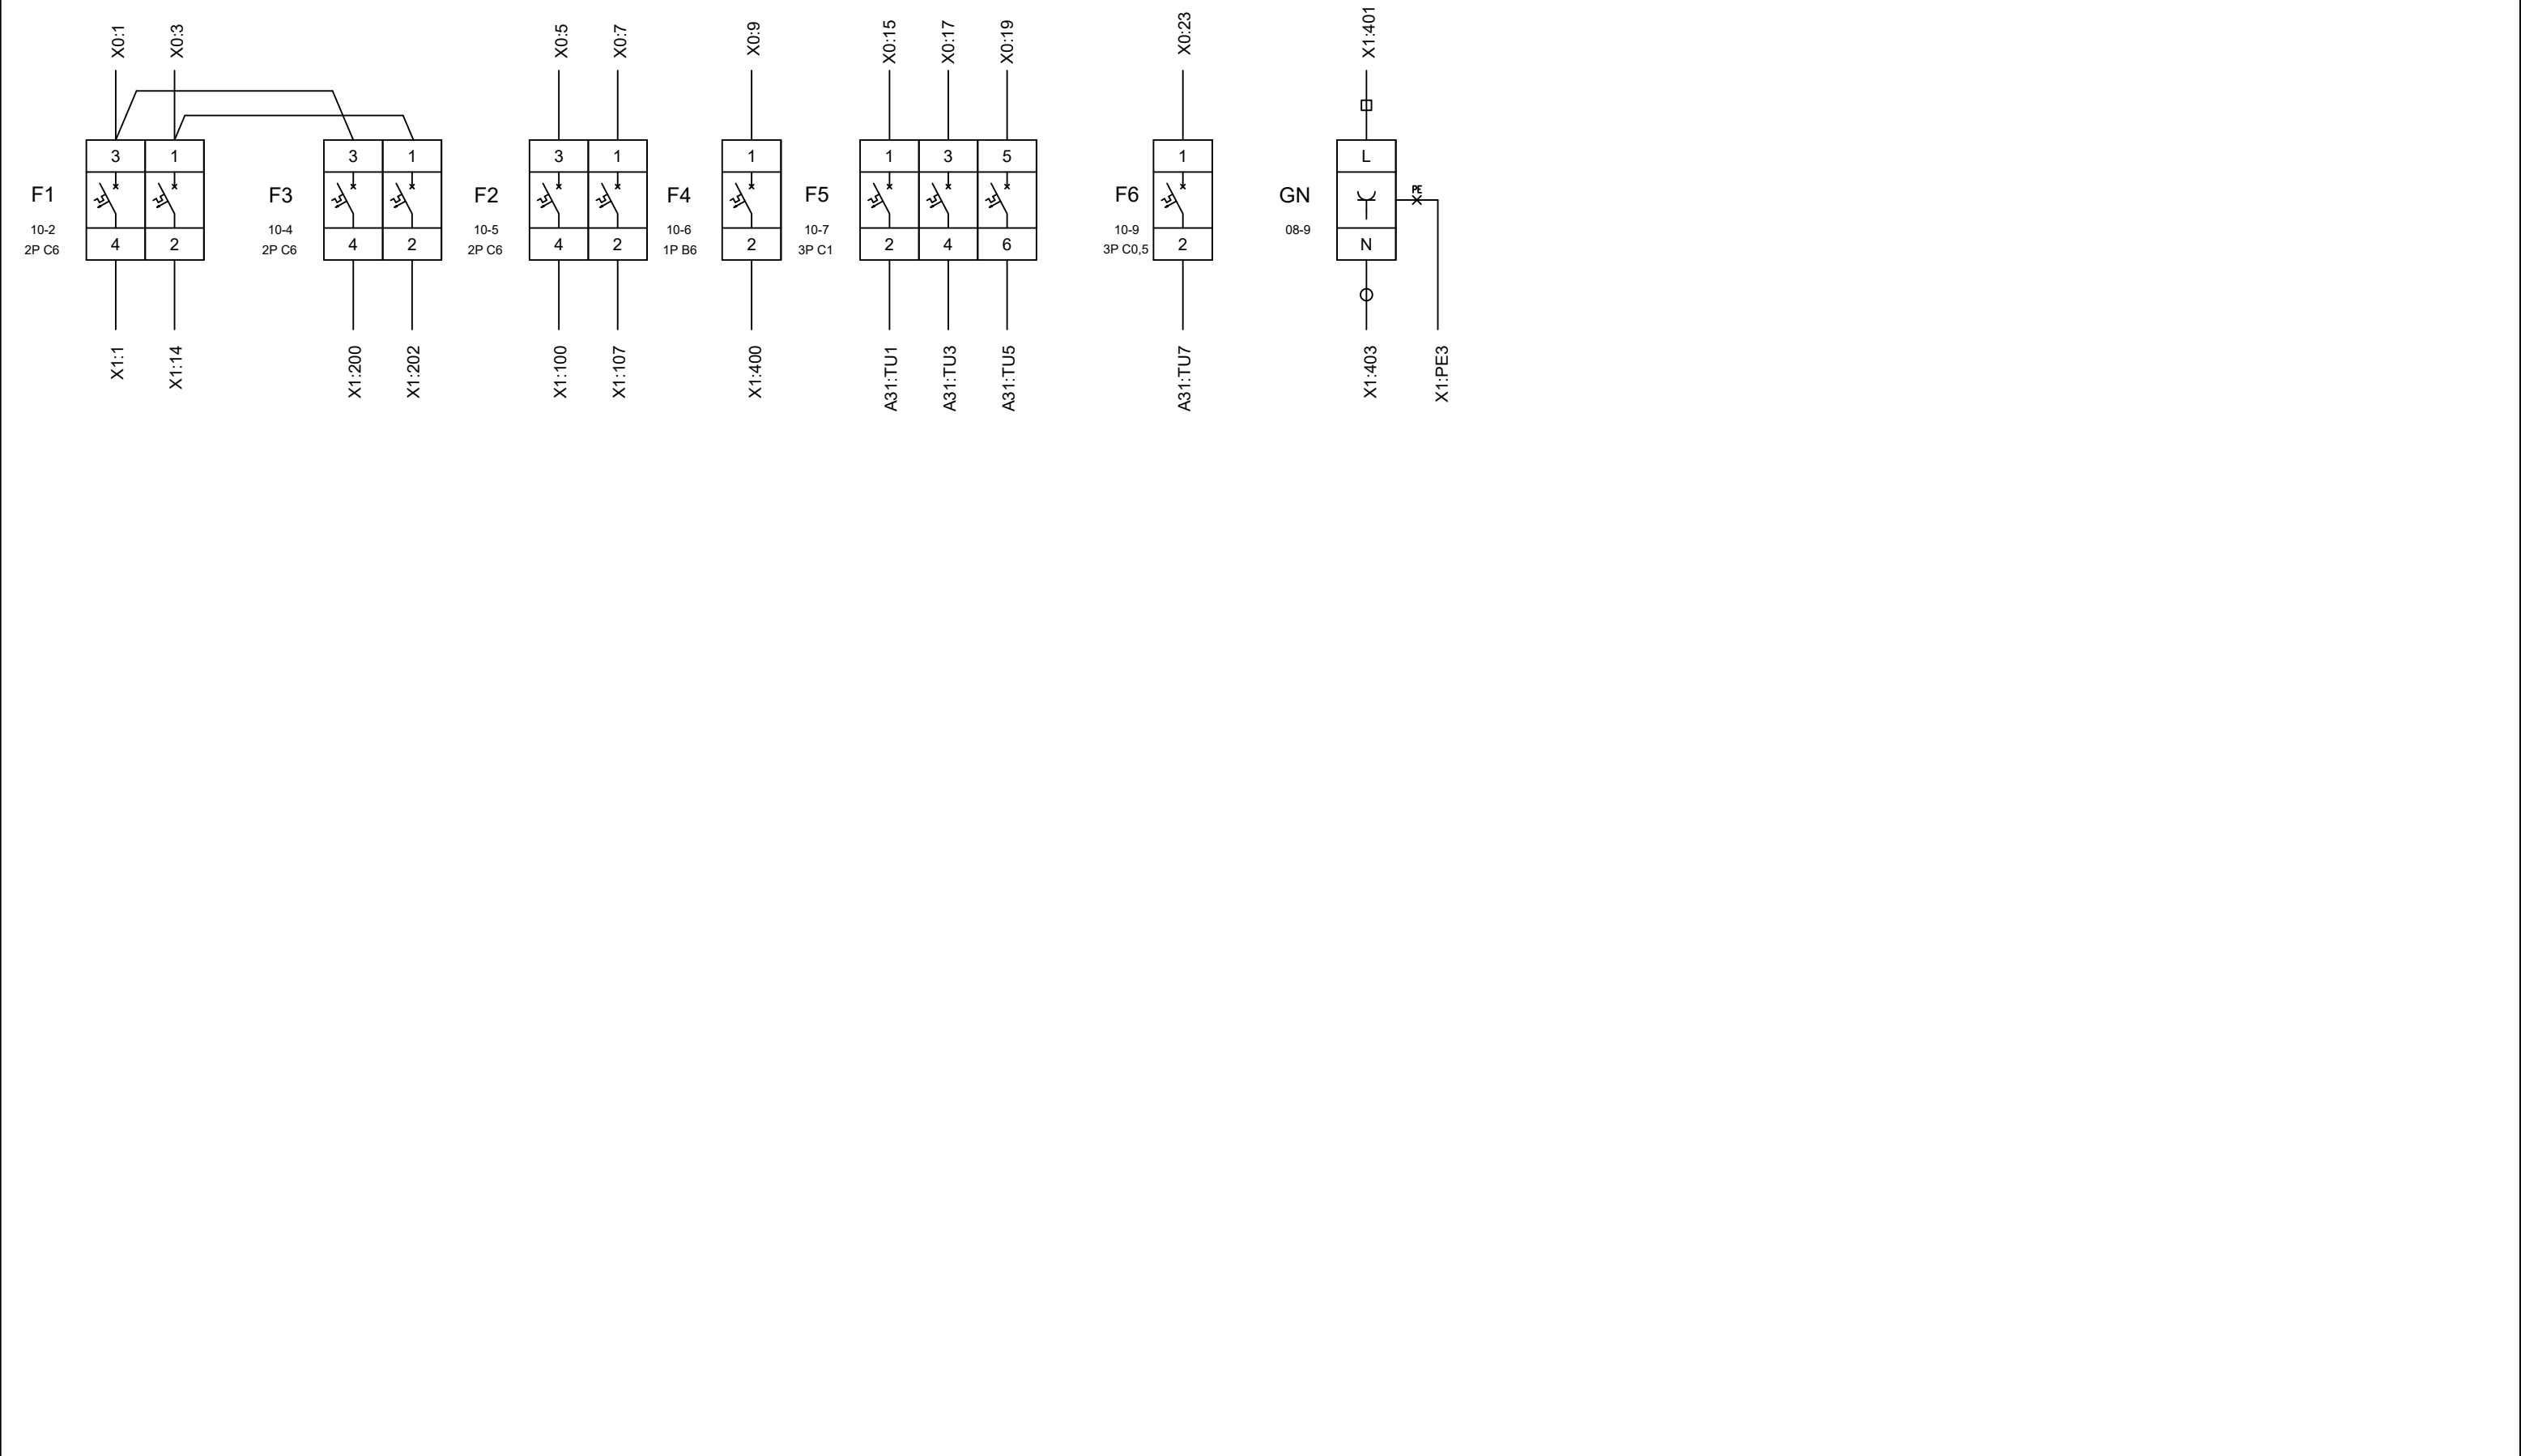 X0:1 X0:3 X0:5 X0:7 X0:9 X0:15 X0:17 X0:19 X0:23 X1:401
3 1 3 1 3 1 1 1 3 5 1 L
F1 F3 F2 F4 F5 F6 GN PE
10-2 10-4 10-5 10-6 10-7 10-9 08-9
2P C6 2P C6 2P C6 1P B6 3P C1 3P C0,5
4 2 4 2 4 2 2 2 4 6 2 N
X1:1 X1:14 X1:200 X1:202 X1:100 X1:107 X1:400 A31:TU1 A31:TU3 A31:TU5 A31:TU7 X1:403 X1:PE3